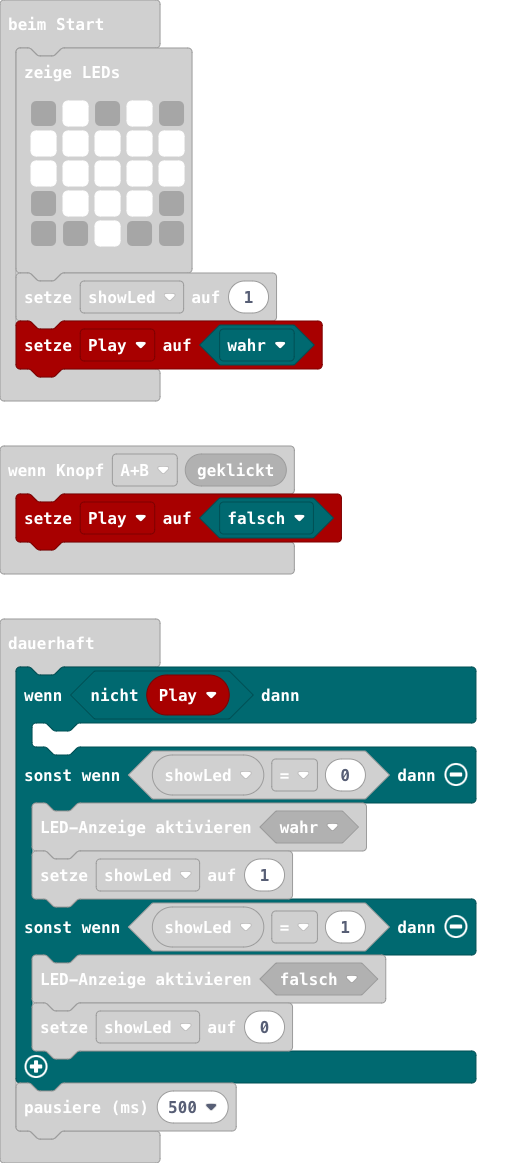 beim Start
zeige LEDs
setze showLed auf 1
setze Play auf wahr
wenn Knopf A+B geklickt
setze Play auf falsch
dauerhaft
wenn nicht Play dann
sonst wenn showLed = 0 dann
LED-Anzeige aktivieren wahr
setze showLed auf 1
sonst wenn showLed = 1 dann
LED-Anzeige aktivieren falsch
setze showLed auf 0
pausiere (ms) 500